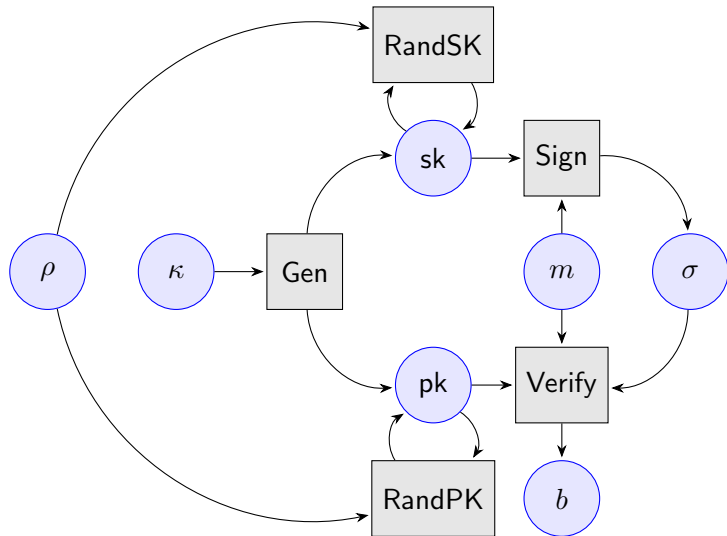 RandSK
sk
Sign
ρ
κ
Gen
m
σ
pk
Verify
RandPK
b